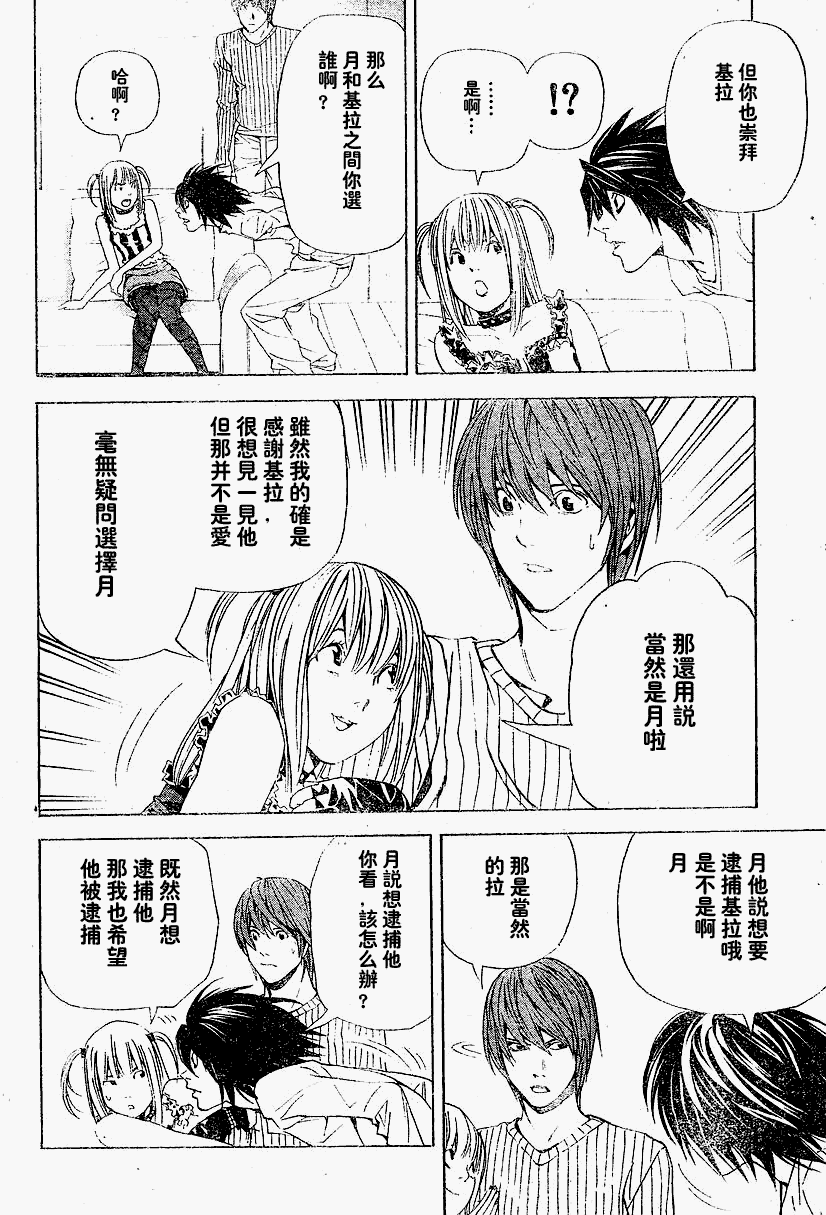 但你也崇拜
基拉
!?
……
是啊…
那么
月和基拉之間你選
誰啊？
哈啊？
那還用説
當然是月啦
雖然我的確是
感謝基拉，
很想見一見他
但那并不是愛
毫無疑問選擇月
月他説想要
逮捕基拉哦
是不是啊
月
那是當然
的拉
月説想逮捕他
你看，該怎么辦？
既然月想
逮捕他
那我也希望
他被逮捕